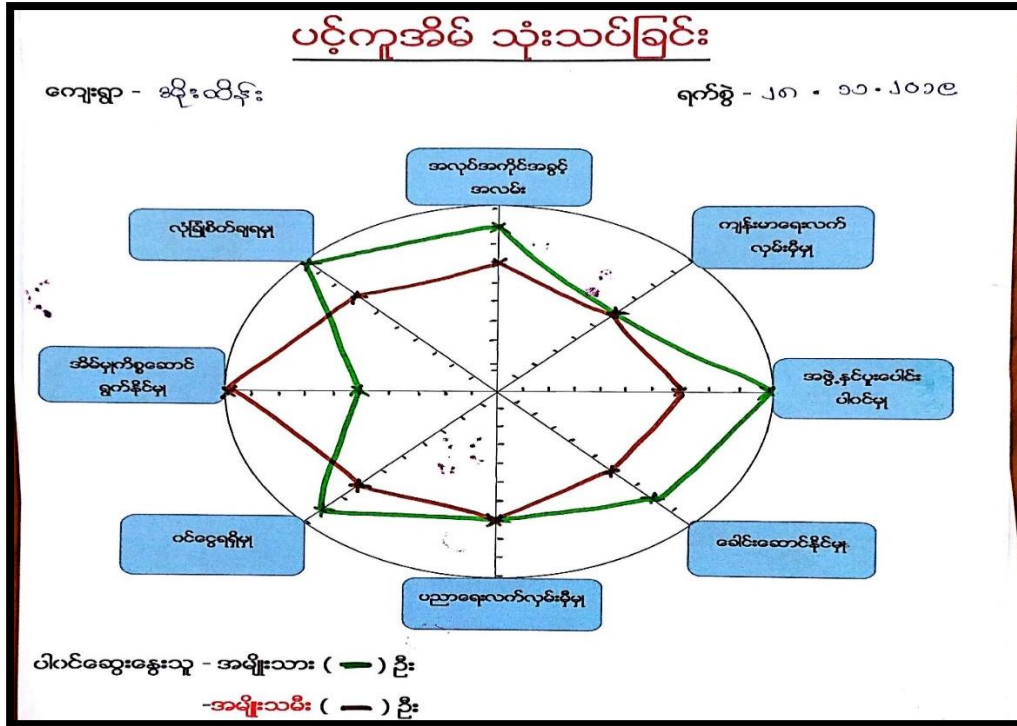 ပင့်ကူအိမ် သုံးသပ်ခြင်း
ကျေးရွာ - အိုးထိန်း
ရက်စွဲ - ၂၈ . ၁၁ . ၂၀၁၉
အလုပ်အကိုင်အခွင့်
အလမ်း
လုံခြုံစိတ်ချရမှု
ကျန်းမာရေးလက်
လှမ်းမှီမှု
အိမ်မှုကိစ္စဆောင်
ရွက်နိုင်မှု
အဖွဲ့နှင်ပူးပေါင်း
ပါဝင်မှု
ဝင်ငွေရရှိမှု
ခေါင်းဆောင်နိုင်မှု
ပညာရေးလက်လှမ်းမှီမှု
ပါဝင်ဆွေးနွေးသူ - အမျိုးသား ( — ) ဦး
-အမျိုးသမီး ( — ) ဦး